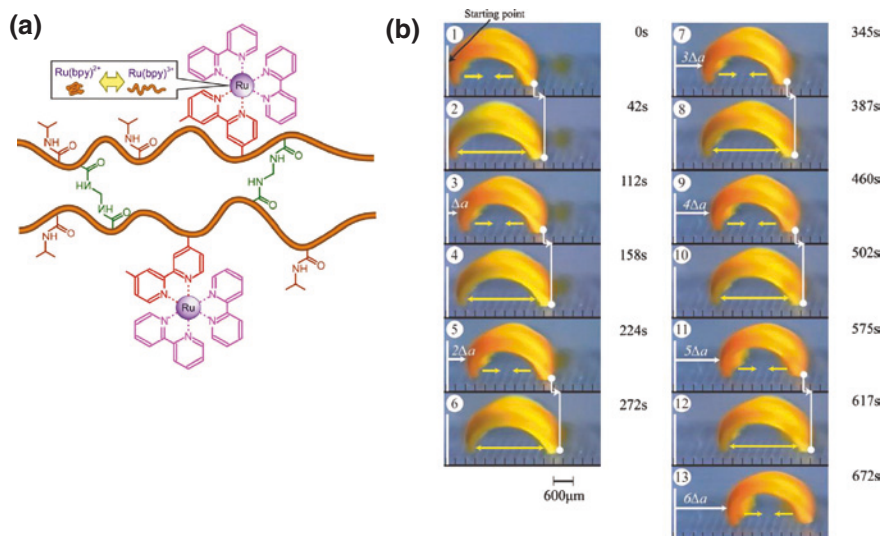 (a)
Ru(bpy)²⁺ Ru(bpy)³⁺
N N
N Ru N
N N
NH O NH O O
O HN
HN HN
NH O
O
O
NH O
N N NH
N Ru N
N N
(b)
Starting point
1 0s
2 42s
3 Δa 112s
4 158s
5 2Δa 224s
6 272s
600μm
7 3Δa 345s
8 387s
9 4Δa 460s
10 502s
11 5Δa 575s
12 617s
13 6Δa 672s